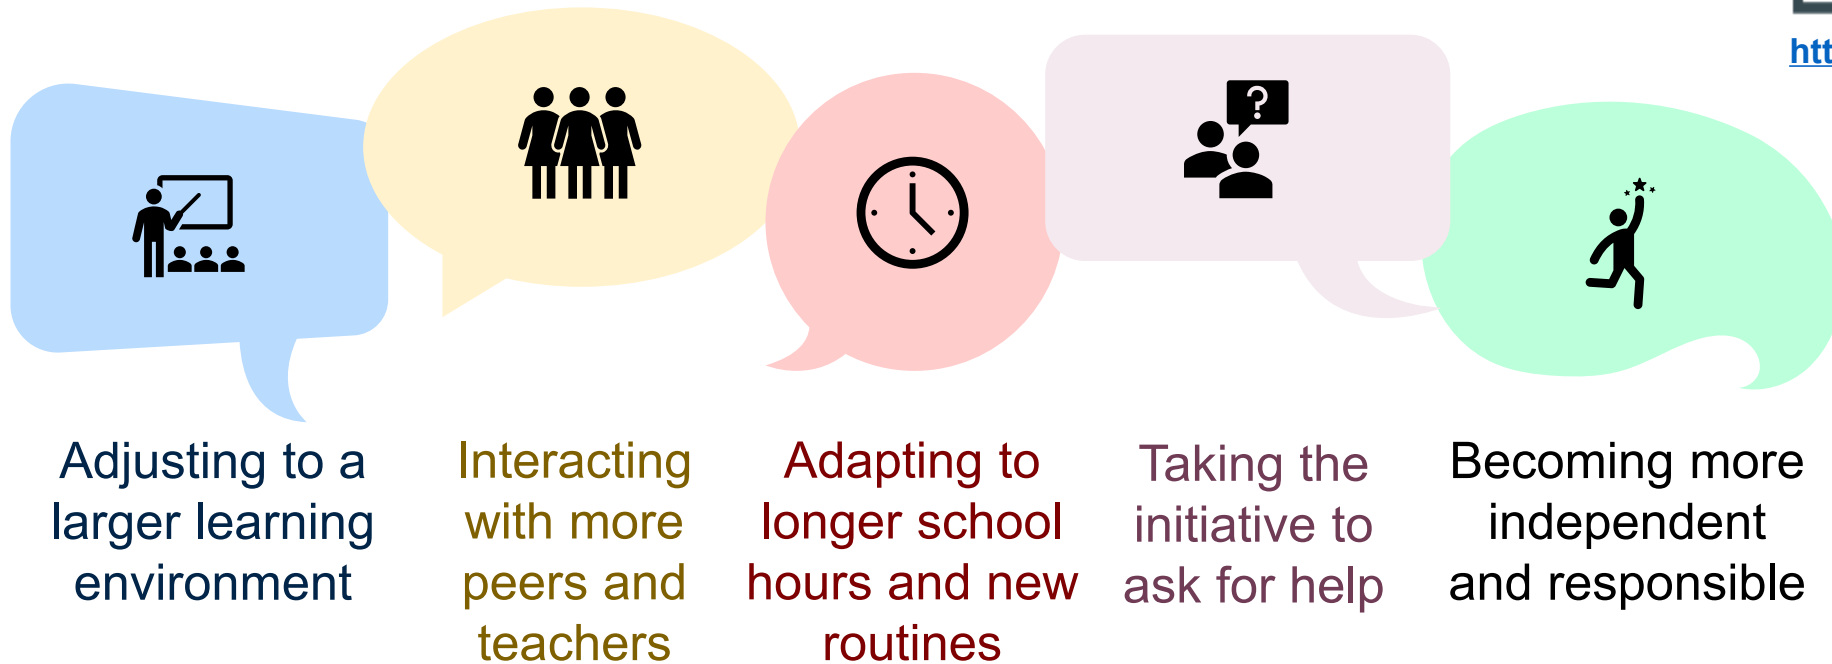 htt
?
Adjusting to a
larger learning
environment
Interacting
with more
peers and
teachers
Adapting to
longer school
hours and new
routines
Taking the
initiative to
ask for help
Becoming more
independent
and responsible